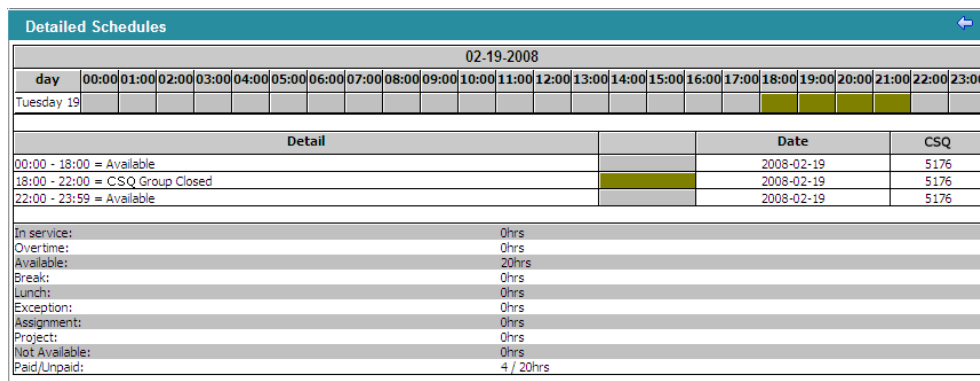 Detailed Schedules
02-19-2008
day 00:00 01:00 02:00 03:00 04:00 05:00 06:00 07:00 08:00 09:00 10:00 11:00 12:00 13:00 14:00 15:00 16:00 17:00 18:00 19:00 20:00 21:00 22:00 23:00
Tuesday 19
Detail Date CSQ
00:00 - 18:00 = Available 2008-02-19 5176
18:00 - 22:00 = CSQ Group Closed 2008-02-19 5176
22:00 - 23:59 = Available 2008-02-19 5176
In service: 0hrs
Overtime: 0hrs
Available: 20hrs
Break: 0hrs
Lunch: 0hrs
Exception: 0hrs
Assignment: 0hrs
Project: 0hrs
Not Available: 0hrs
Paid/Unpaid: 4 / 20hrs